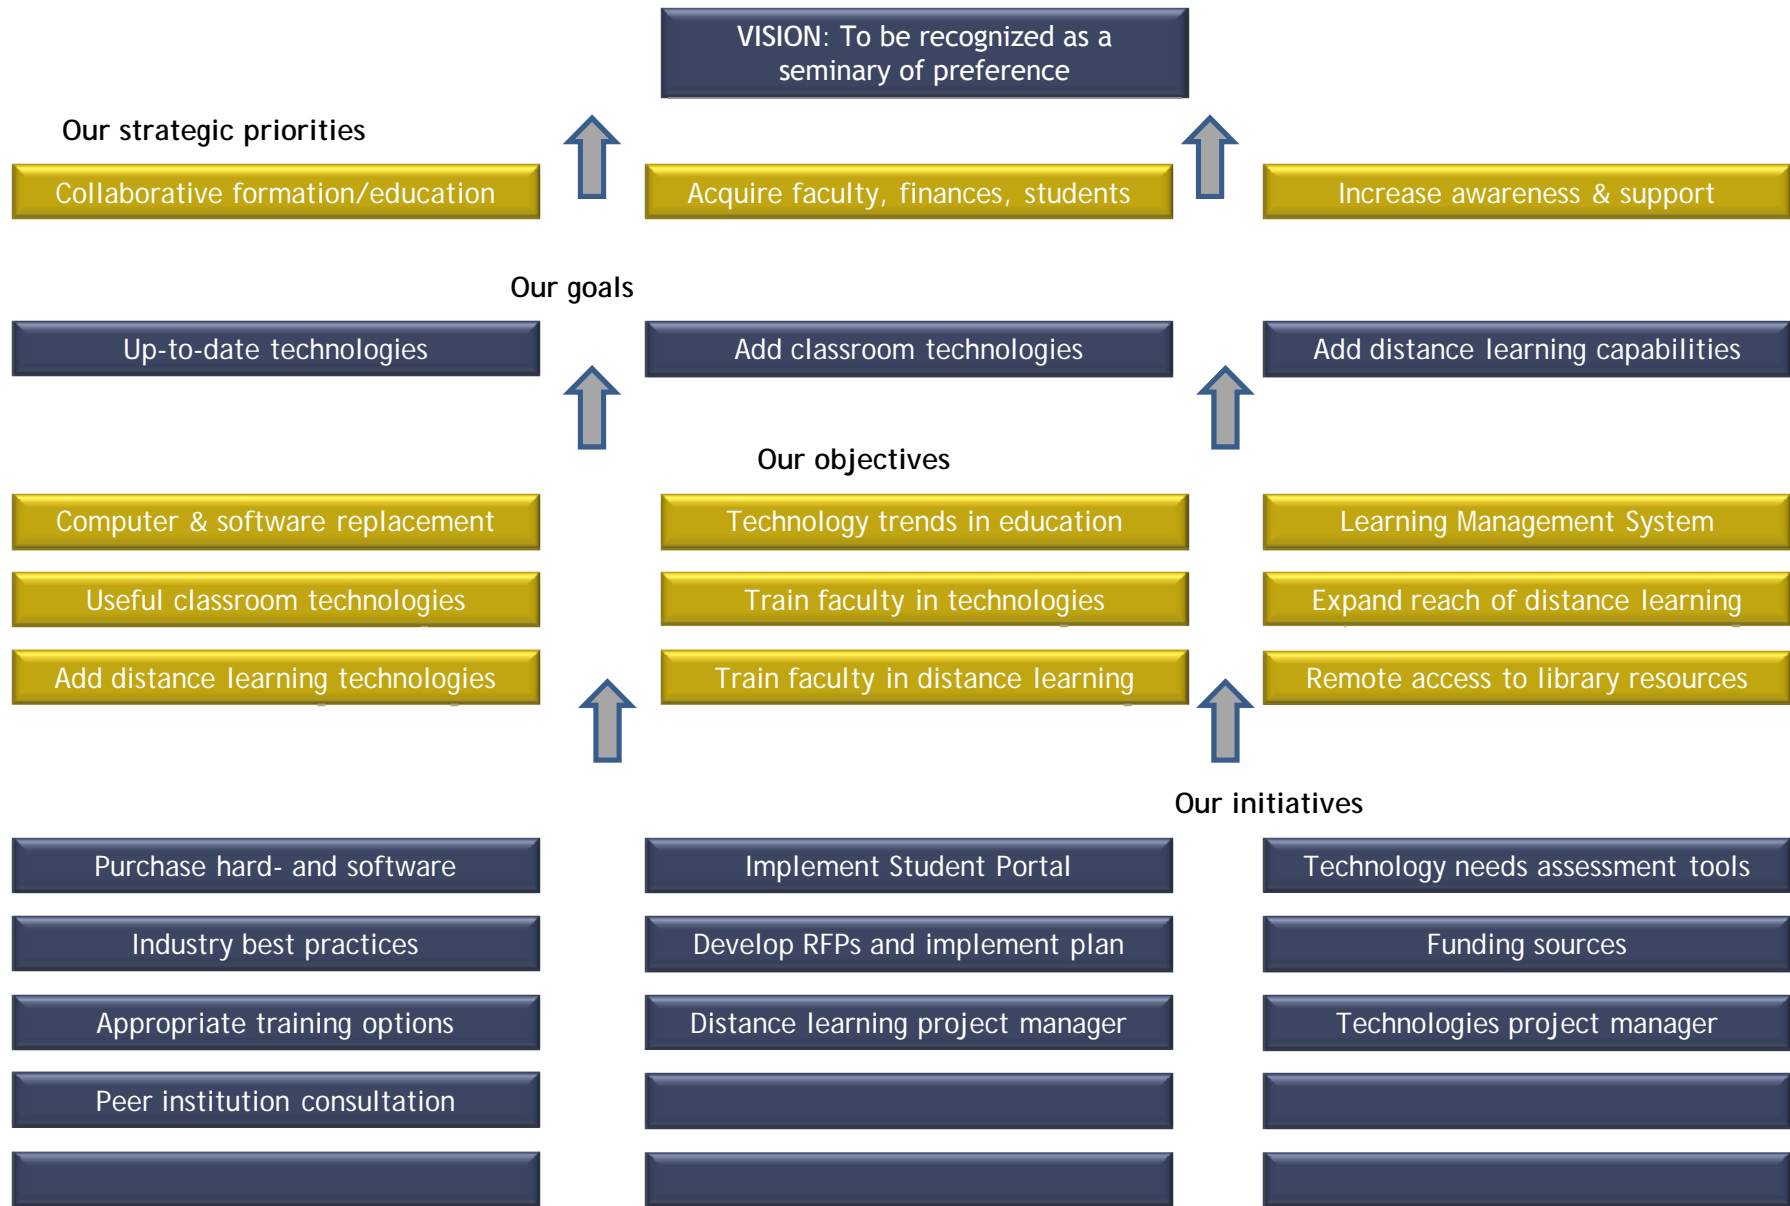 VISION: To be recognized as a
seminary of preference
Our strategic priorities
Collaborative formation/education
Acquire faculty, finances, students
Increase awareness & support
Our goals
Up-to-date technologies
Add classroom technologies
Add distance learning capabilities
Our objectives
Computer & software replacement
Technology trends in education
Learning Management System
Useful classroom technologies
Train faculty in technologies
Expand reach of distance learning
Add distance learning technologies
Train faculty in distance learning
Remote access to library resources
Our initiatives
Purchase hard- and software
Implement Student Portal
Technology needs assessment tools
Industry best practices
Develop RFPs and implement plan
Funding sources
Appropriate training options
Distance learning project manager
Technologies project manager
Peer institution consultation